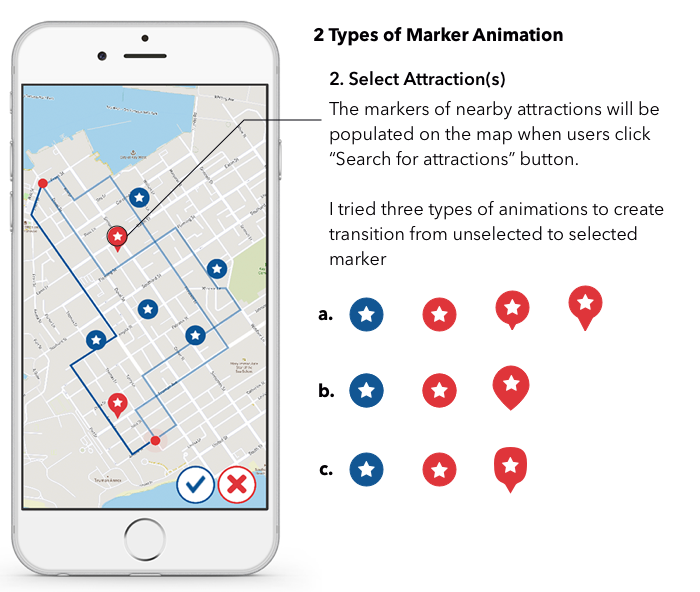 2 Types of Marker Animation
2. Select Attraction(s)
The markers of nearby attractions will be
populated on the map when users click
“Search for attractions” button.
I tried three types of animations to create
transition from unselected to selected
marker
a.
b.
c.